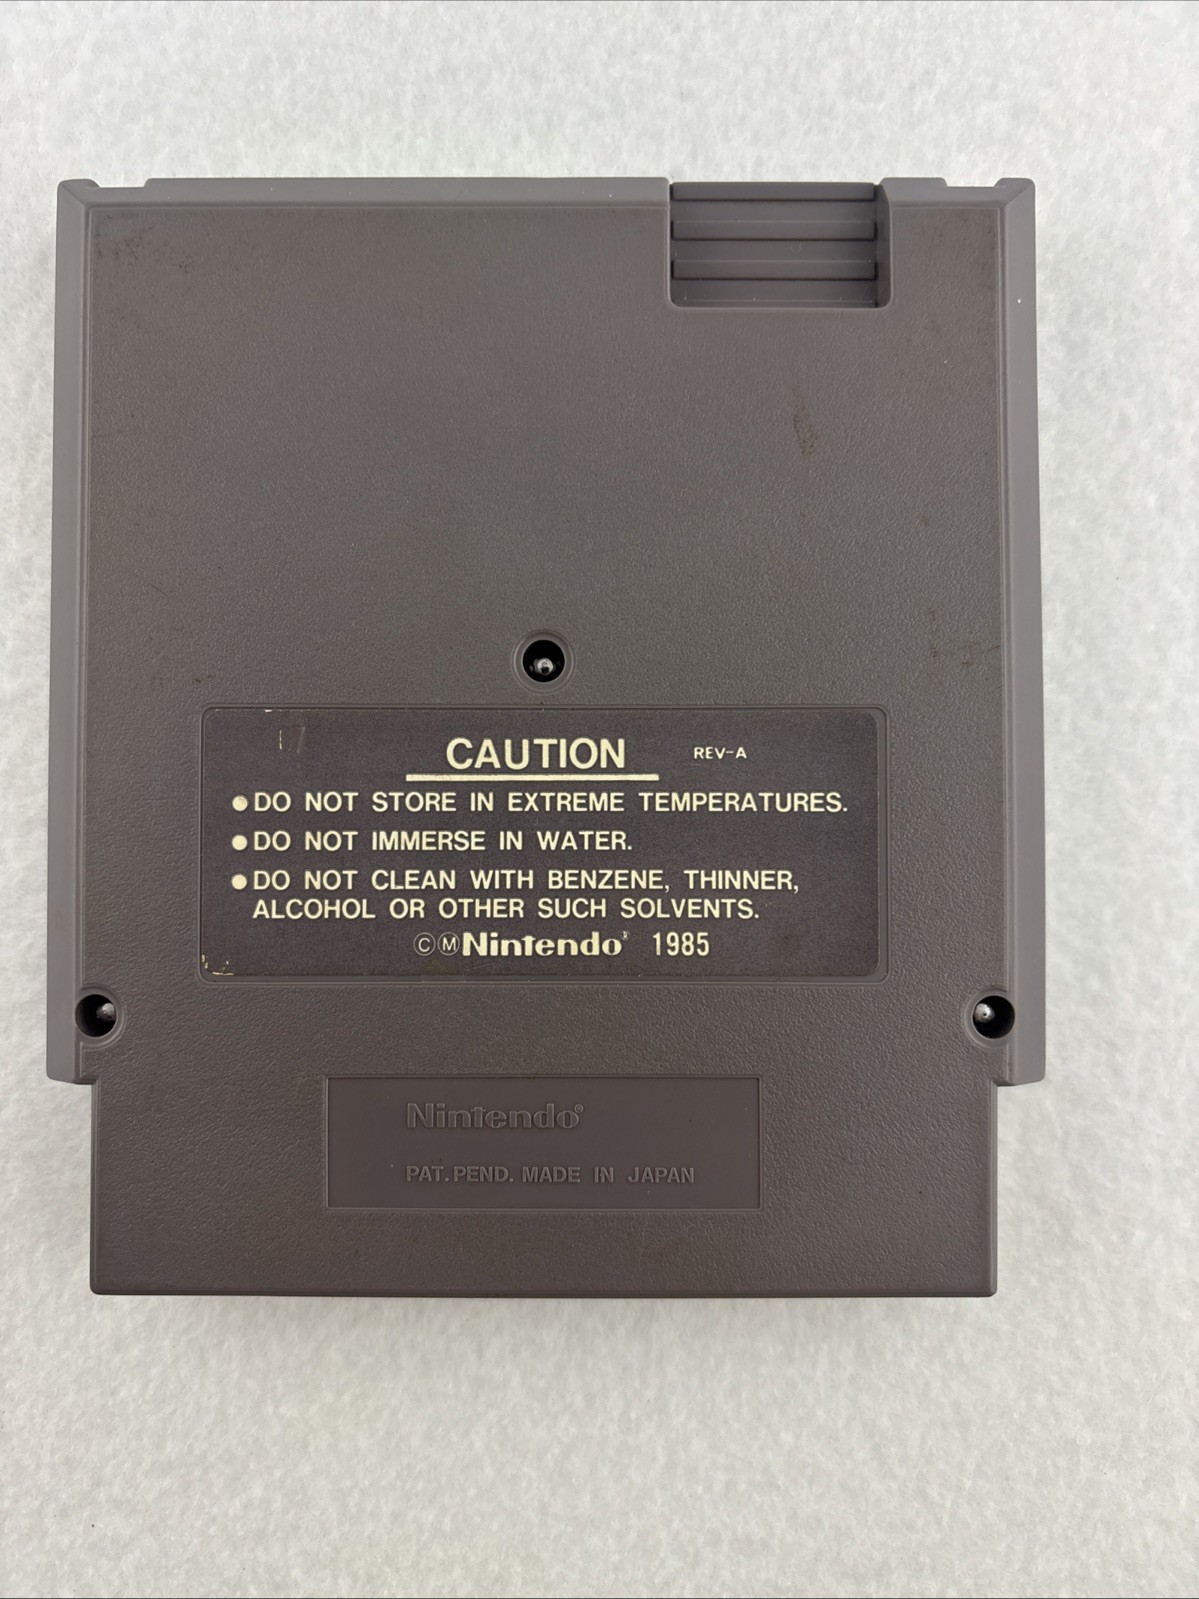 CAUTION REV-A
●DO NOT STORE IN EXTREME TEMPERATURES.
●DO NOT IMMERSE IN WATER.
●DO NOT CLEAN WITH BENZENE, THINNER,
ALCOHOL OR OTHER SUCH SOLVENTS.
ⒸⓂNintendo® 1985
Nintendo®
PAT. PEND. MADE IN JAPAN